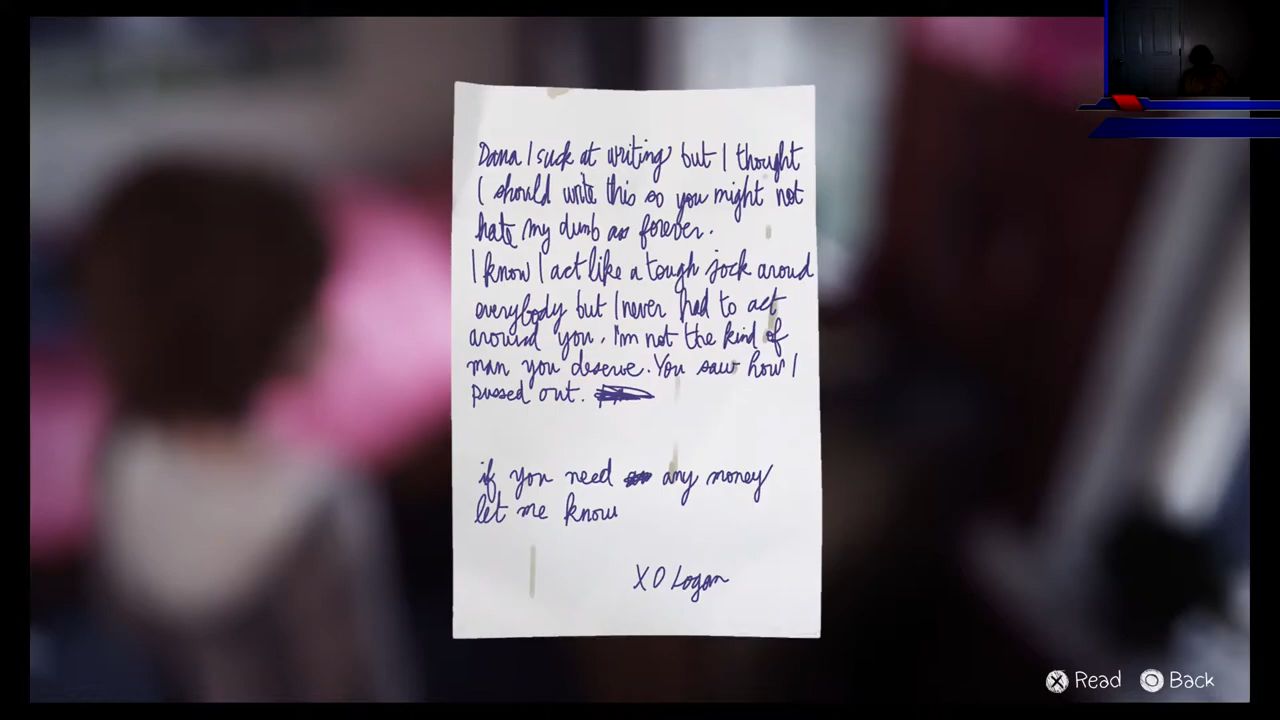 Dana I suck at writing but I thought
I should write this so you might not
hate my dumb ass forever.
I know I act like a tough jock aroud
everybody but I never had to act
around you. I'm not the kind of
man you deserve. You saw how I
pussed out.
if you need any money
let me know
XO Logan
Read Back